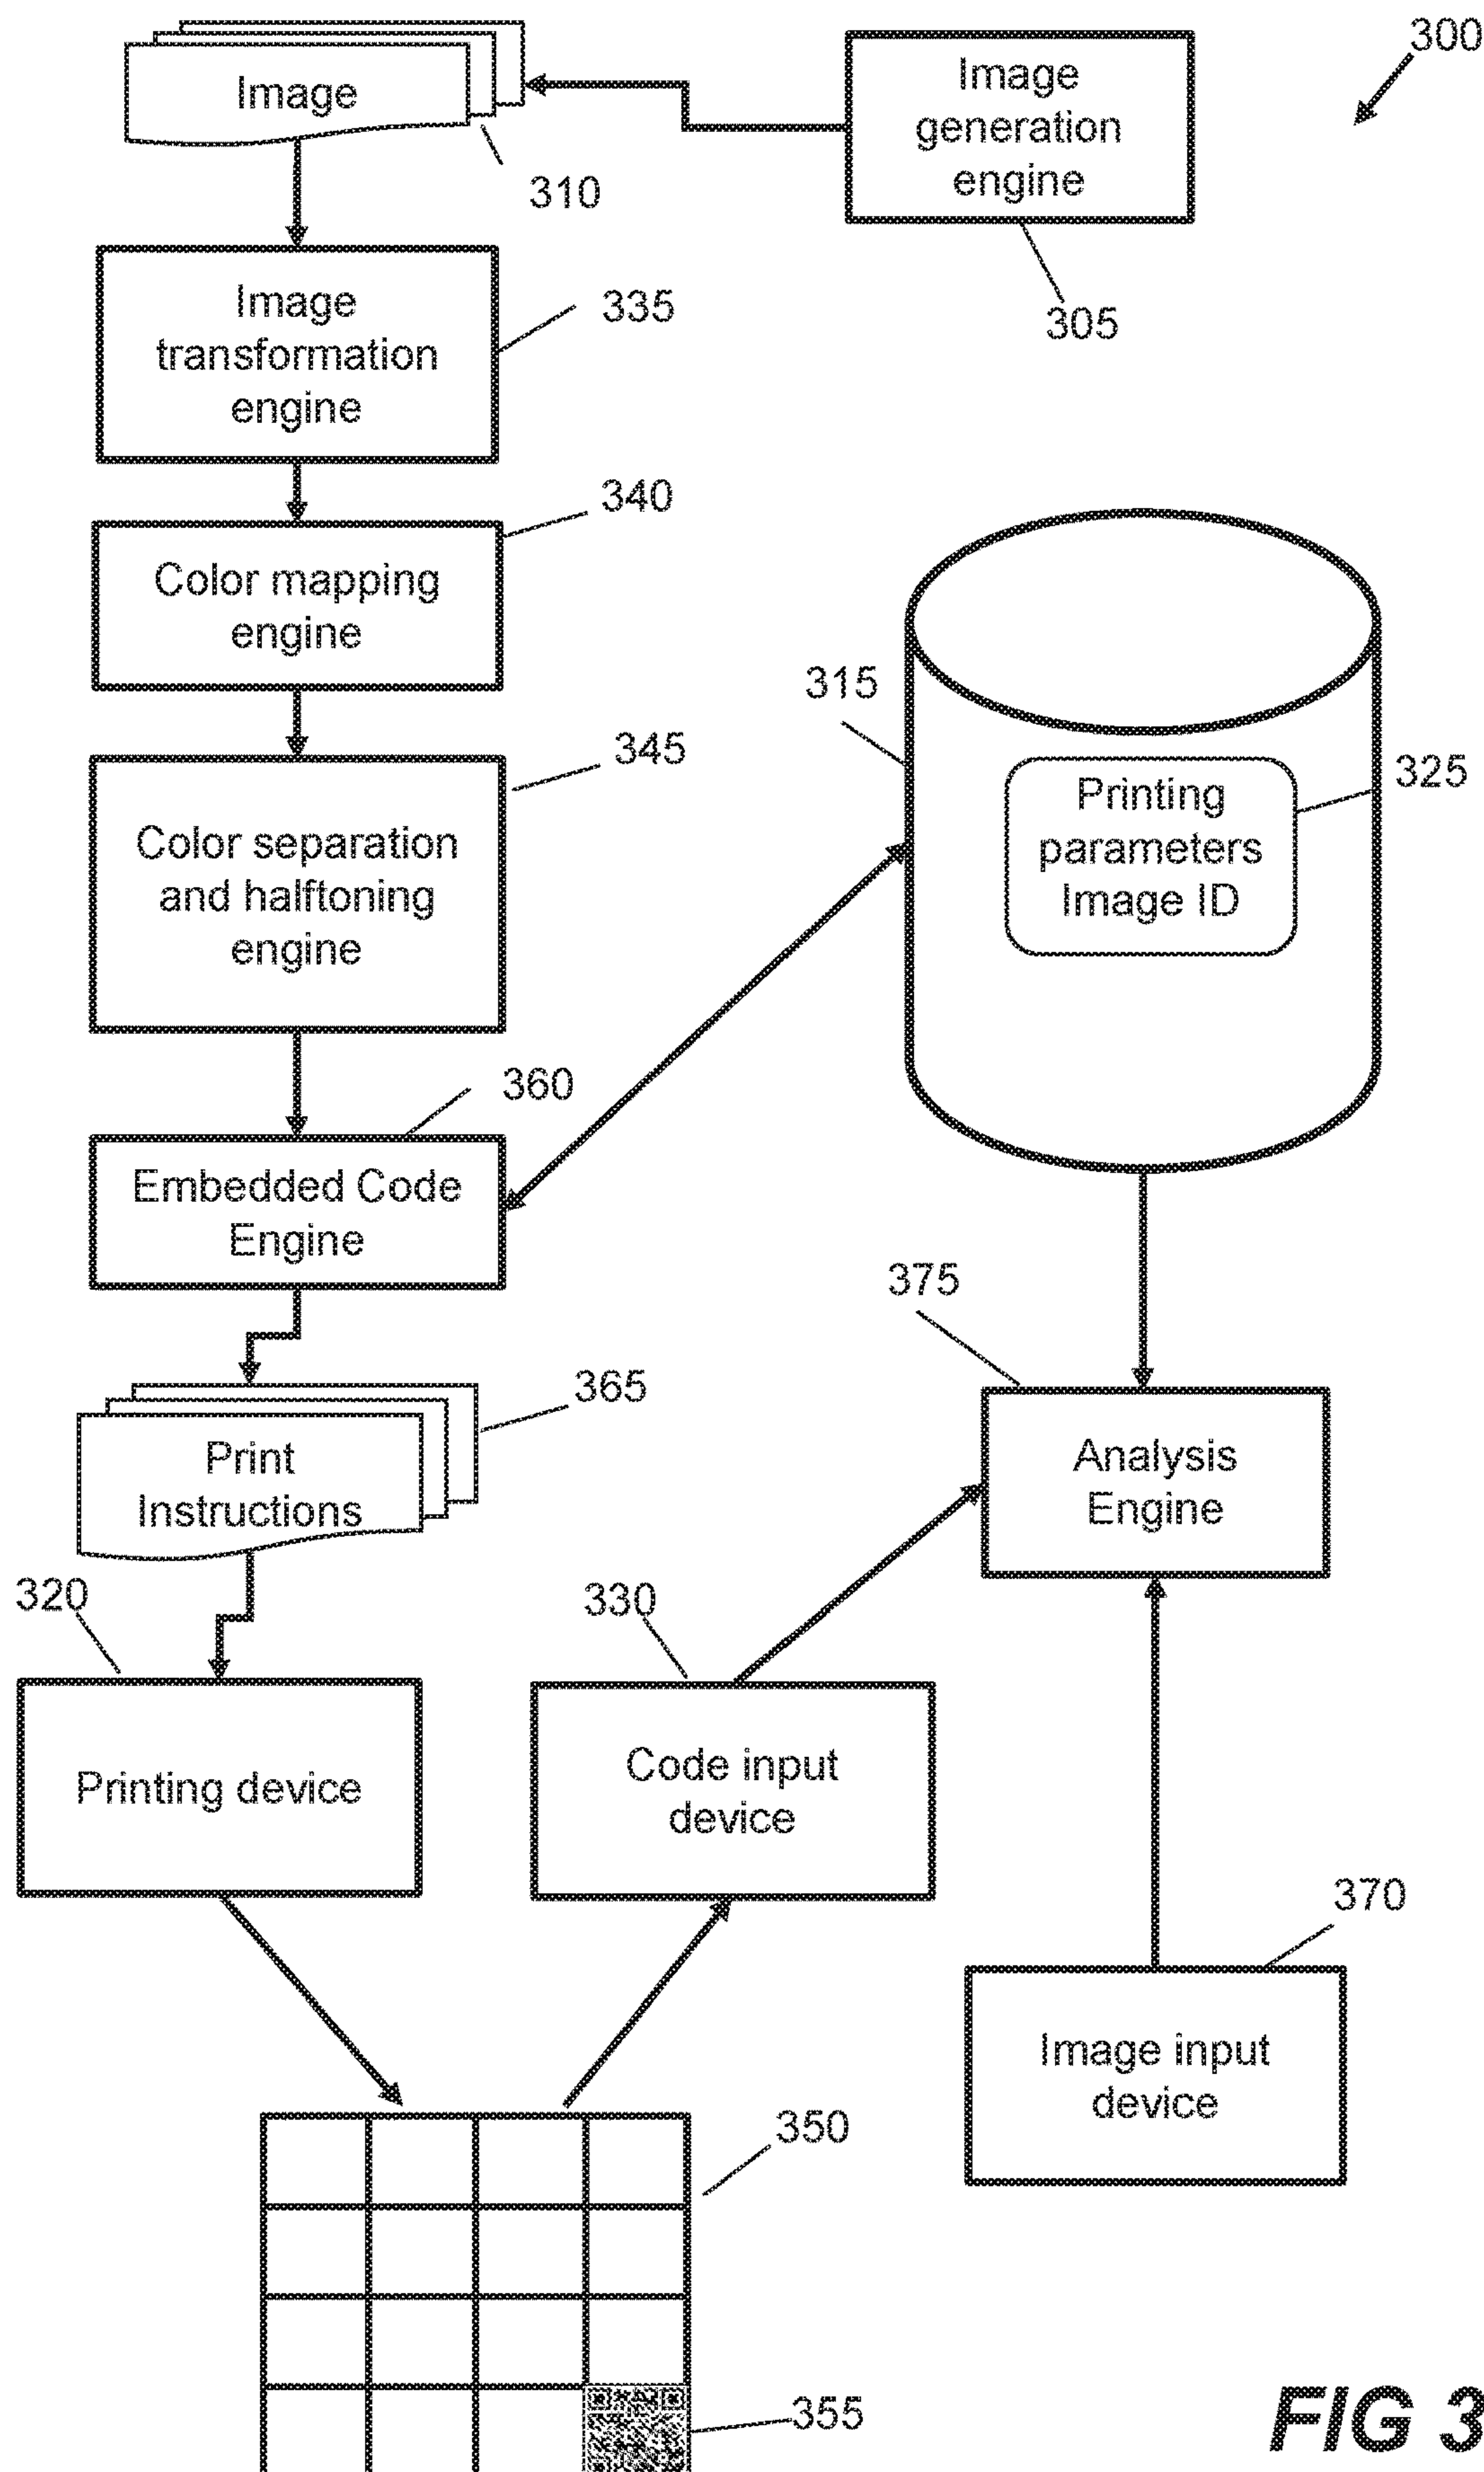 300
Image
310
Image
generation
engine
305
Image
transformation
engine
335
340
Color mapping
engine
345
Color separation
and halftoning
engine
315
Printing
parameters
Image ID
325
360
Embedded Code
Engine
375
Analysis
Engine
365
Print
Instructions
320
Printing device
330
Code input
device
370
Image input
device
350
355
FIG 3